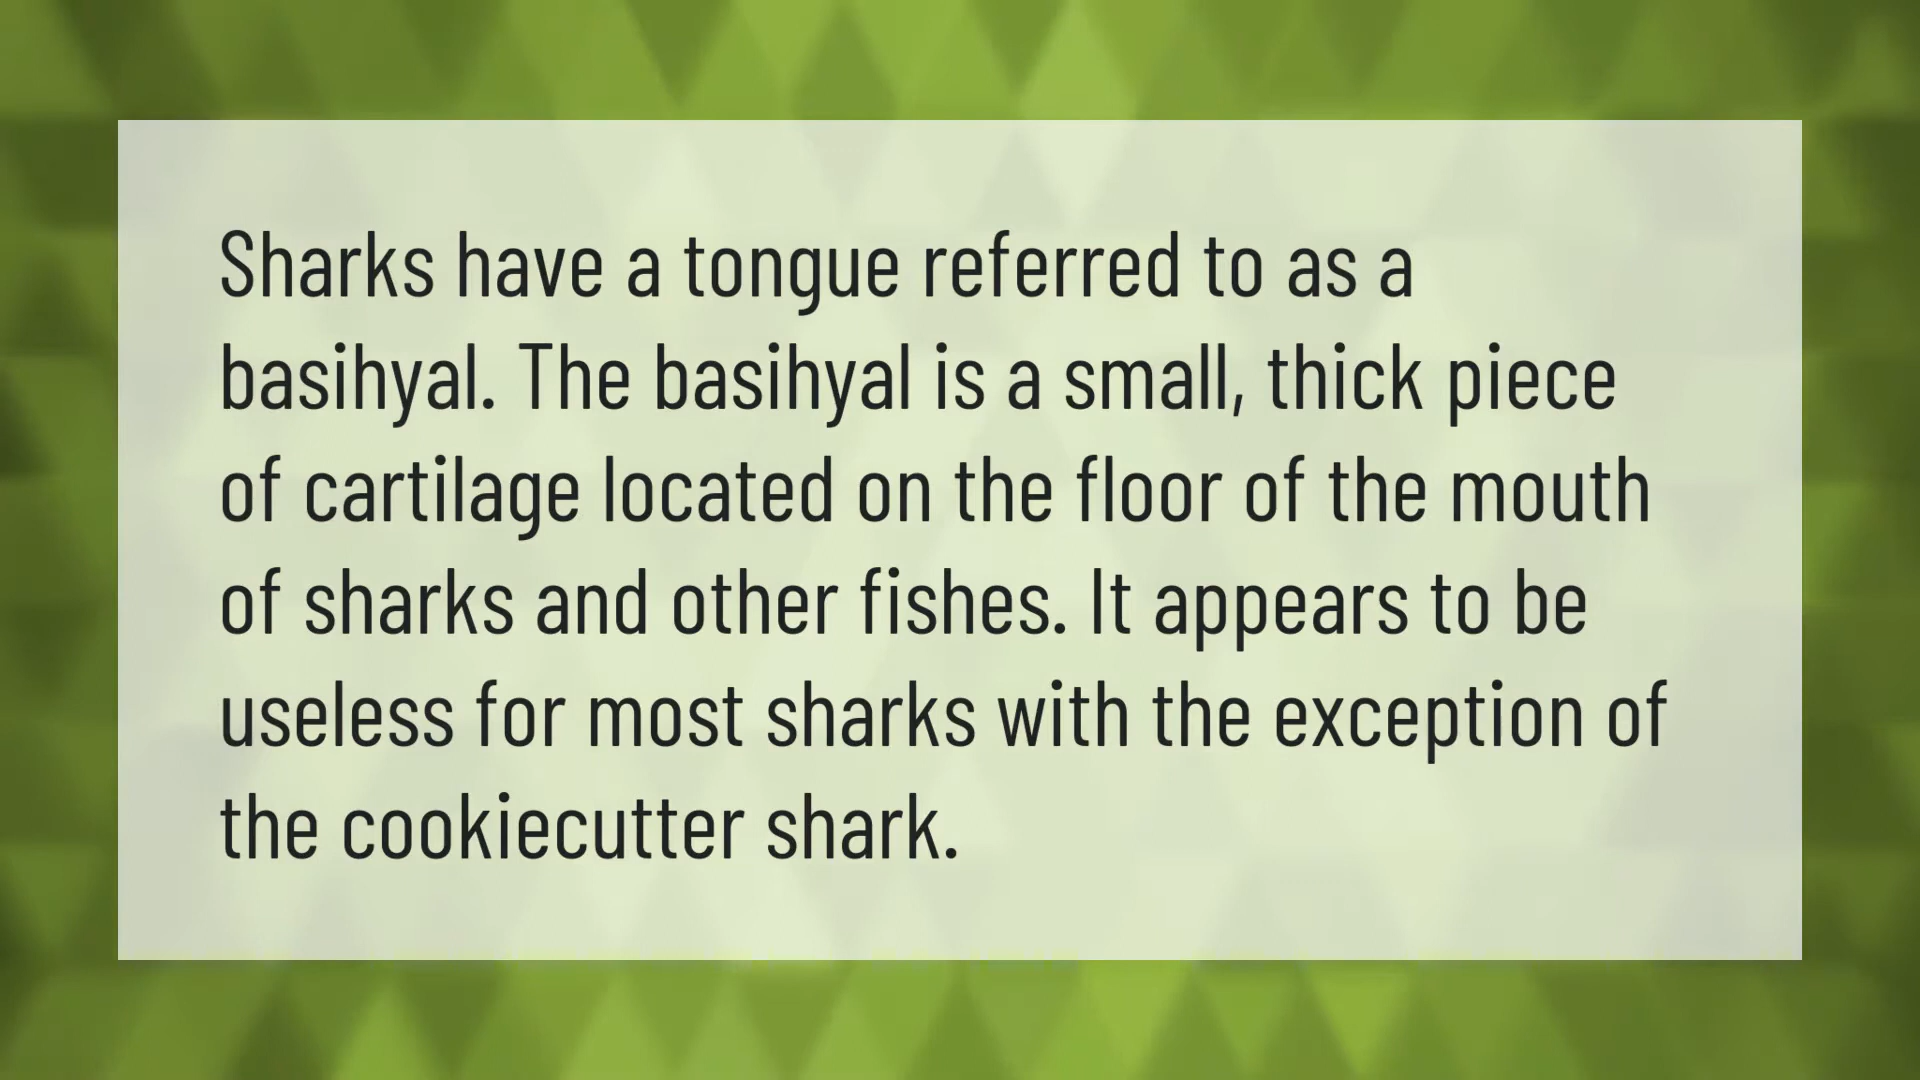 Sharks have a tongue referred to as a
basihyal. The basihyal is a small, thick piece
of cartilage located on the floor of the mouth
of sharks and other fishes. It appears to be
useless for most sharks with the exception of
the cookiecutter shark.